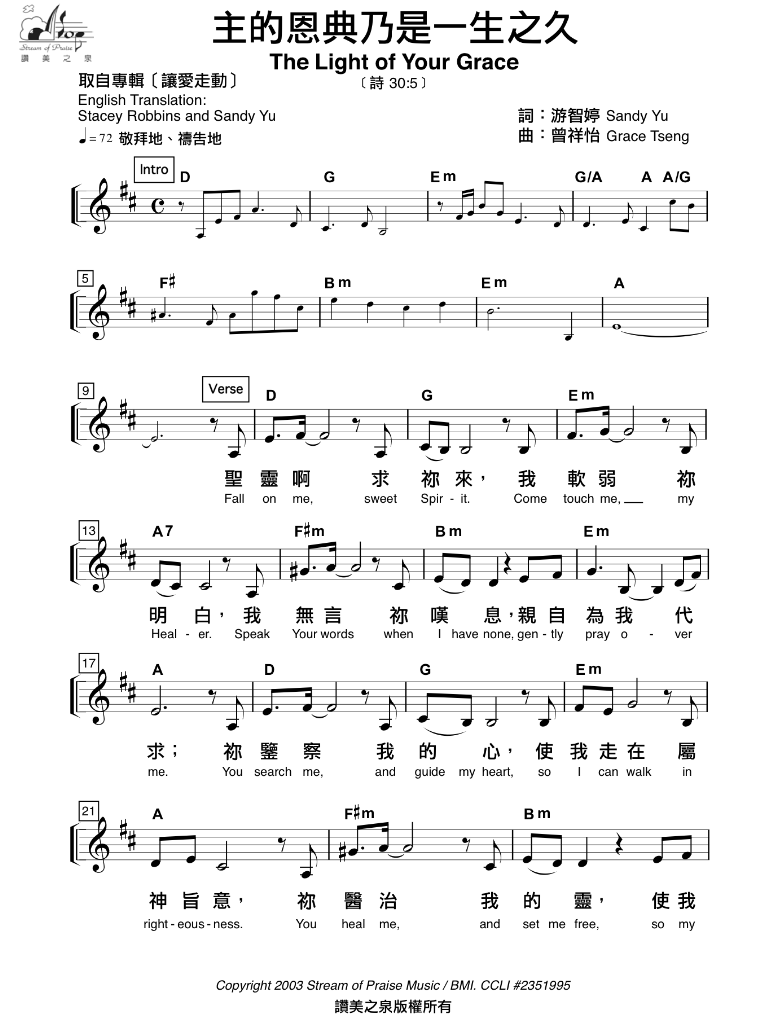 Stream of Praise
讚美之泉
主的恩典乃是一生之久
The Light of Your Grace
〔詩 30:5〕
取自專輯〔讓愛走動〕
English Translation:
Stacey Robbins and Sandy Yu
詞：游智婷 Sandy Yu
曲：曾祥怡 Grace Tseng
♩=72 敬拜地、禱告地
Intro
D G Em G/A A A/G
5
F# Bm Em A
9 Verse
D G Em
聖靈啊 求祢來，我軟弱 祢
Fall on me, sweet Spir-it. Come touch me, my
13
A7 F#m Bm Em
明白，我無言 祢嘆息，親自為我代
Heal-er. Speak Your words when I have none, gen-tly pray o-ver
17
A D G Em
求；祢鑒察 我的心，使我走在屬
me. You search me, and guide my heart, so I can walk in
21
A F#m Bm
神旨意，祢醫治 我的靈，使我
right-eous-ness. You heal me, and set me free, so my
Copyright 2003 Stream of Praise Music / BMI. CCLI #2351995
讚美之泉版權所有